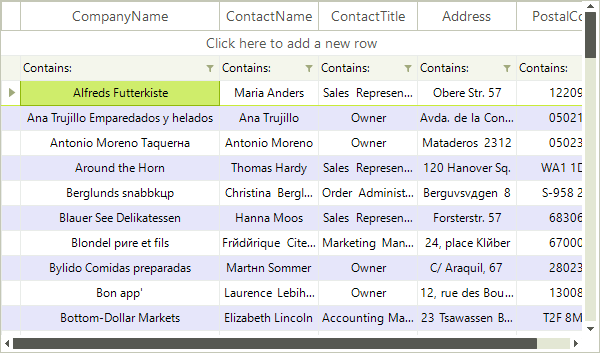 CompanyName ContactName ContactTitle Address PostalCo
Click here to add a new row
Contains: Contains: Contains: Contains: Contains:
Alfreds Futterkiste Maria Anders Sales Represen... Obere Str. 57 12209
Ana Trujillo Emparedados y helados Ana Trujillo Owner Avda. de la Con... 05021
Antonio Moreno Taquerнa Antonio Moreno Owner Mataderos 2312 05023
Around the Horn Thomas Hardy Sales Represen... 120 Hanover Sq. WA1 1D
Berglunds snabbkцp Christina Bergl... Order Administ... Berguvsvдgen 8 S-958 2
Blauer See Delikatessen Hanna Moos Sales Represen... Forsterstr. 57 68306
Blondel pиre et fils Frйdйrique Cite... Marketing Man... 24, place Klйber 67000
Bylido Comidas preparadas Martнn Sommer Owner C/ Araquil, 67 28023
Bon app' Laurence Lebih... Owner 12, rue des Bou... 13008
Bottom-Dollar Markets Elizabeth Lincoln Accounting Ma... 23 Tsawassen B... T2F 8M